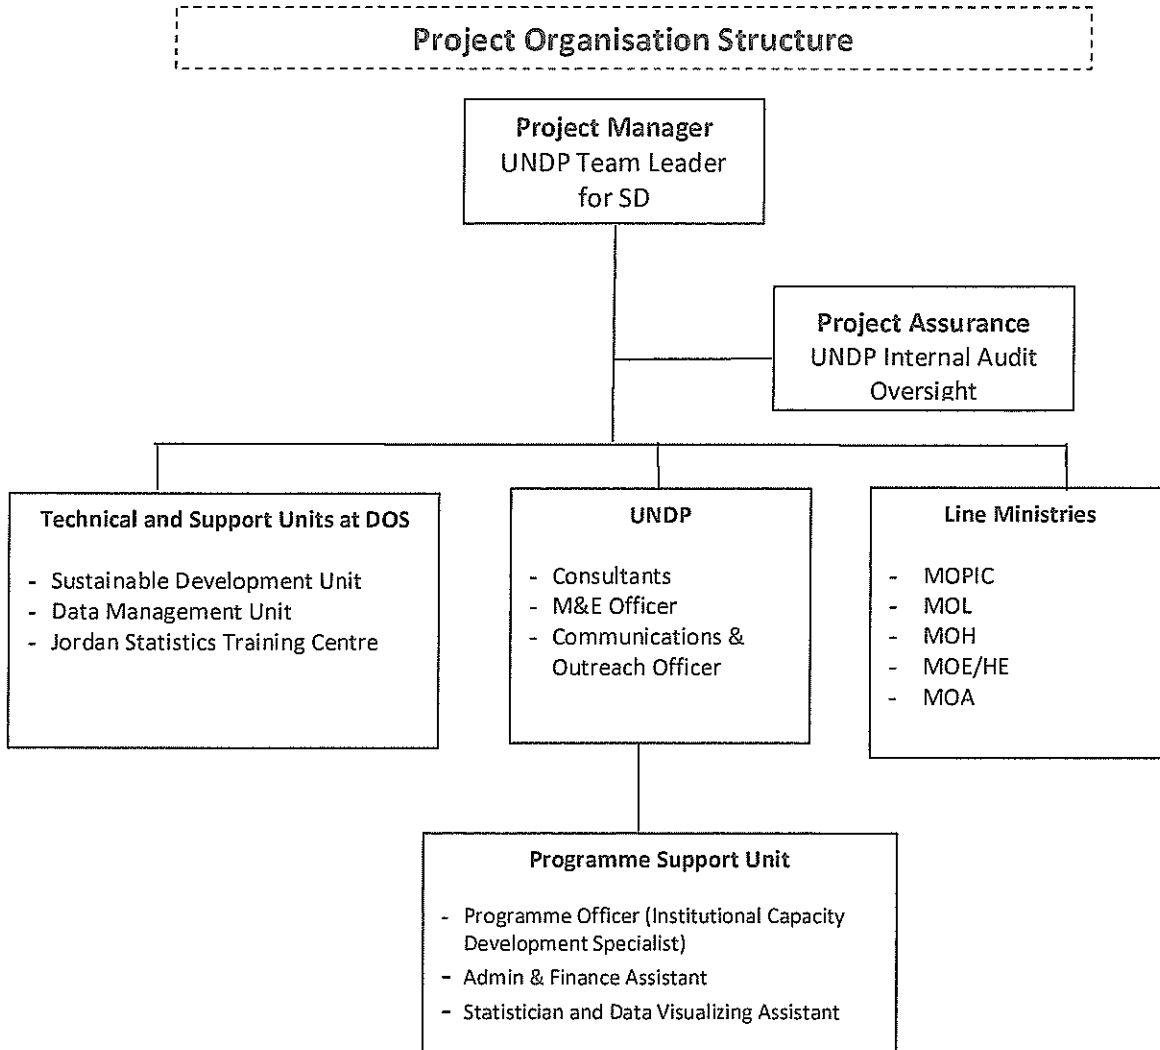 Project Organisation Structure
Project Manager
UNDP Team Leader
for SD
Project Assurance
UNDP Internal Audit
Oversight
Technical and Support Units at DOS
- Sustainable Development Unit
- Data Management Unit
- Jordan Statistics Training Centre
UNDP
- Consultants
- M&E Officer
- Communications &
Outreach Officer
Line Ministries
- MOPIC
- MOL
- MOH
- MOE/HE
- MOA
Programme Support Unit
- Programme Officer (Institutional Capacity
Development Specialist)
- Admin & Finance Assistant
- Statistician and Data Visualizing Assistant